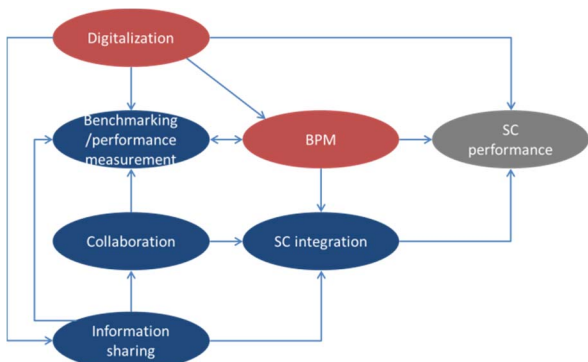 Digitalization
Benchmarking
/performance
measurement
BPM
SC
performance
Collaboration
SC integration
Information
sharing